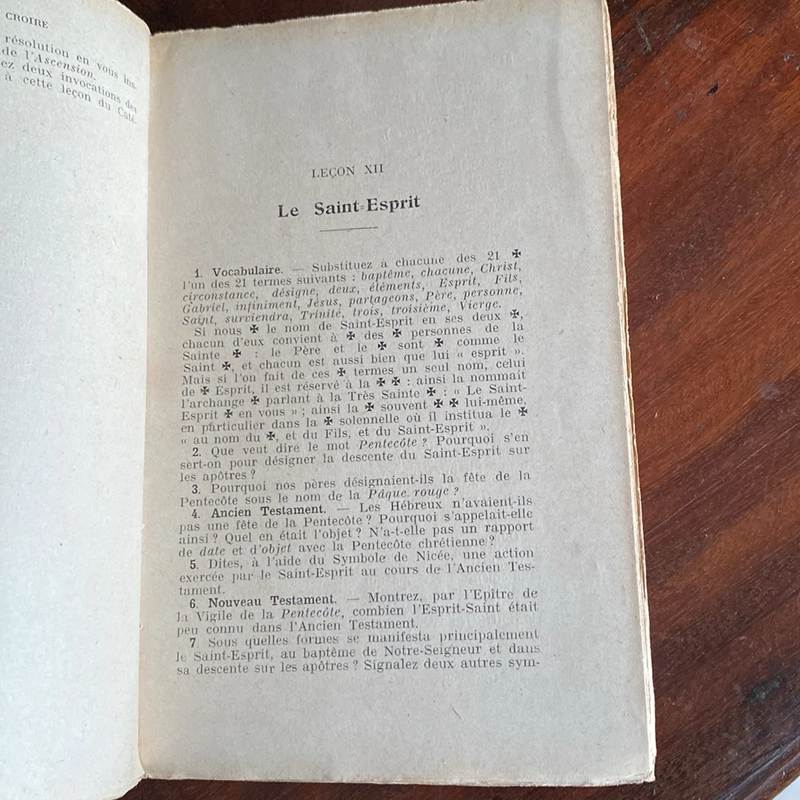 CROIRE
résolution en vous ins-
de l'Ascension.
ez deux invocations des
à cette leçon du Caté-
LEÇON XII
Le Saint-Esprit
1. Vocabulaire. — Substituez à chacune des 21 ✠
l'un des 21 termes suivants : baptême, chacune, Christ,
circonstance, désigne, deux, éléments, Esprit, Fils,
Gabriel, infiniment, Jésus, partageons, Père, personne,
Saint, surviendra, Trinité, trois, troisième, Vierge.
Si nous ✠ le nom de Saint-Esprit en ses deux ✠,
chacun d'eux convient à ✠ des ✠ personnes de la
Sainte ✠ : le Père et le ✠ sont ✠ comme le
Saint ✠, et chacun est aussi bien que lui « esprit ».
Mais si l'on fait de ces ✠ termes un seul nom, celui
de ✠ Esprit, il est réservé à la ✠ ✠ : ainsi la nommait
l'archange ✠ parlant à la Très Sainte ✠ : « Le Saint-
Esprit ✠ en vous » ; ainsi la ✠ souvent ✠ ✠ lui-même,
en particulier dans la ✠ solennelle où il institua le ✠
« au nom du ✠, et du Fils, et du Saint-Esprit ».
2. Que veut dire le mot Pentecôte ? Pourquoi s'en
sert-on pour désigner la descente du Saint-Esprit sur
les apôtres ?
3. Pourquoi nos pères désignaient-ils la fête de la
Pentecôte sous le nom de la Pâque rouge ?
4. Ancien Testament. — Les Hébreux n'avaient-ils
pas une fête de la Pentecôte ? Pourquoi s'appelait-elle
ainsi ? Quel en était l'objet ? N'a-t-elle pas un rapport
de date et d'objet avec la Pentecôte chrétienne ?
5. Dites, à l'aide du Symbole de Nicée, une action
exercée par le Saint-Esprit au cours de l'Ancien Tes-
tament.
6. Nouveau Testament. — Montrez, par l'Epître de
la Vigile de la Pentecôte, combien l'Esprit-Saint était
peu connu dans l'Ancien Testament.
7. Sous quelles formes se manifesta principalement
le Saint-Esprit, au baptême de Notre-Seigneur et dans
sa descente sur les apôtres ? Signalez deux autres sym-